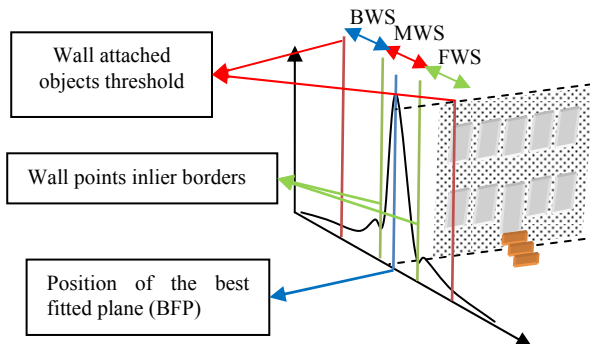 BWS
MWS
FWS
Wall attached
objects threshold
Wall points inlier borders
Position of the best
fitted plane (BFP)